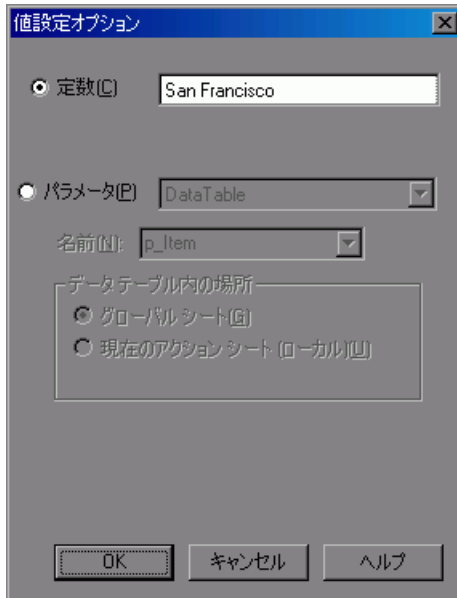 値設定オプション
定数(C) San Francisco
パラメータ(P) DataTable
名前(N): p_Item
データ テーブル内の場所
グローバル シート(G)
現在のアクション シート (ローカル)(U)
OK キャンセル ヘルプ